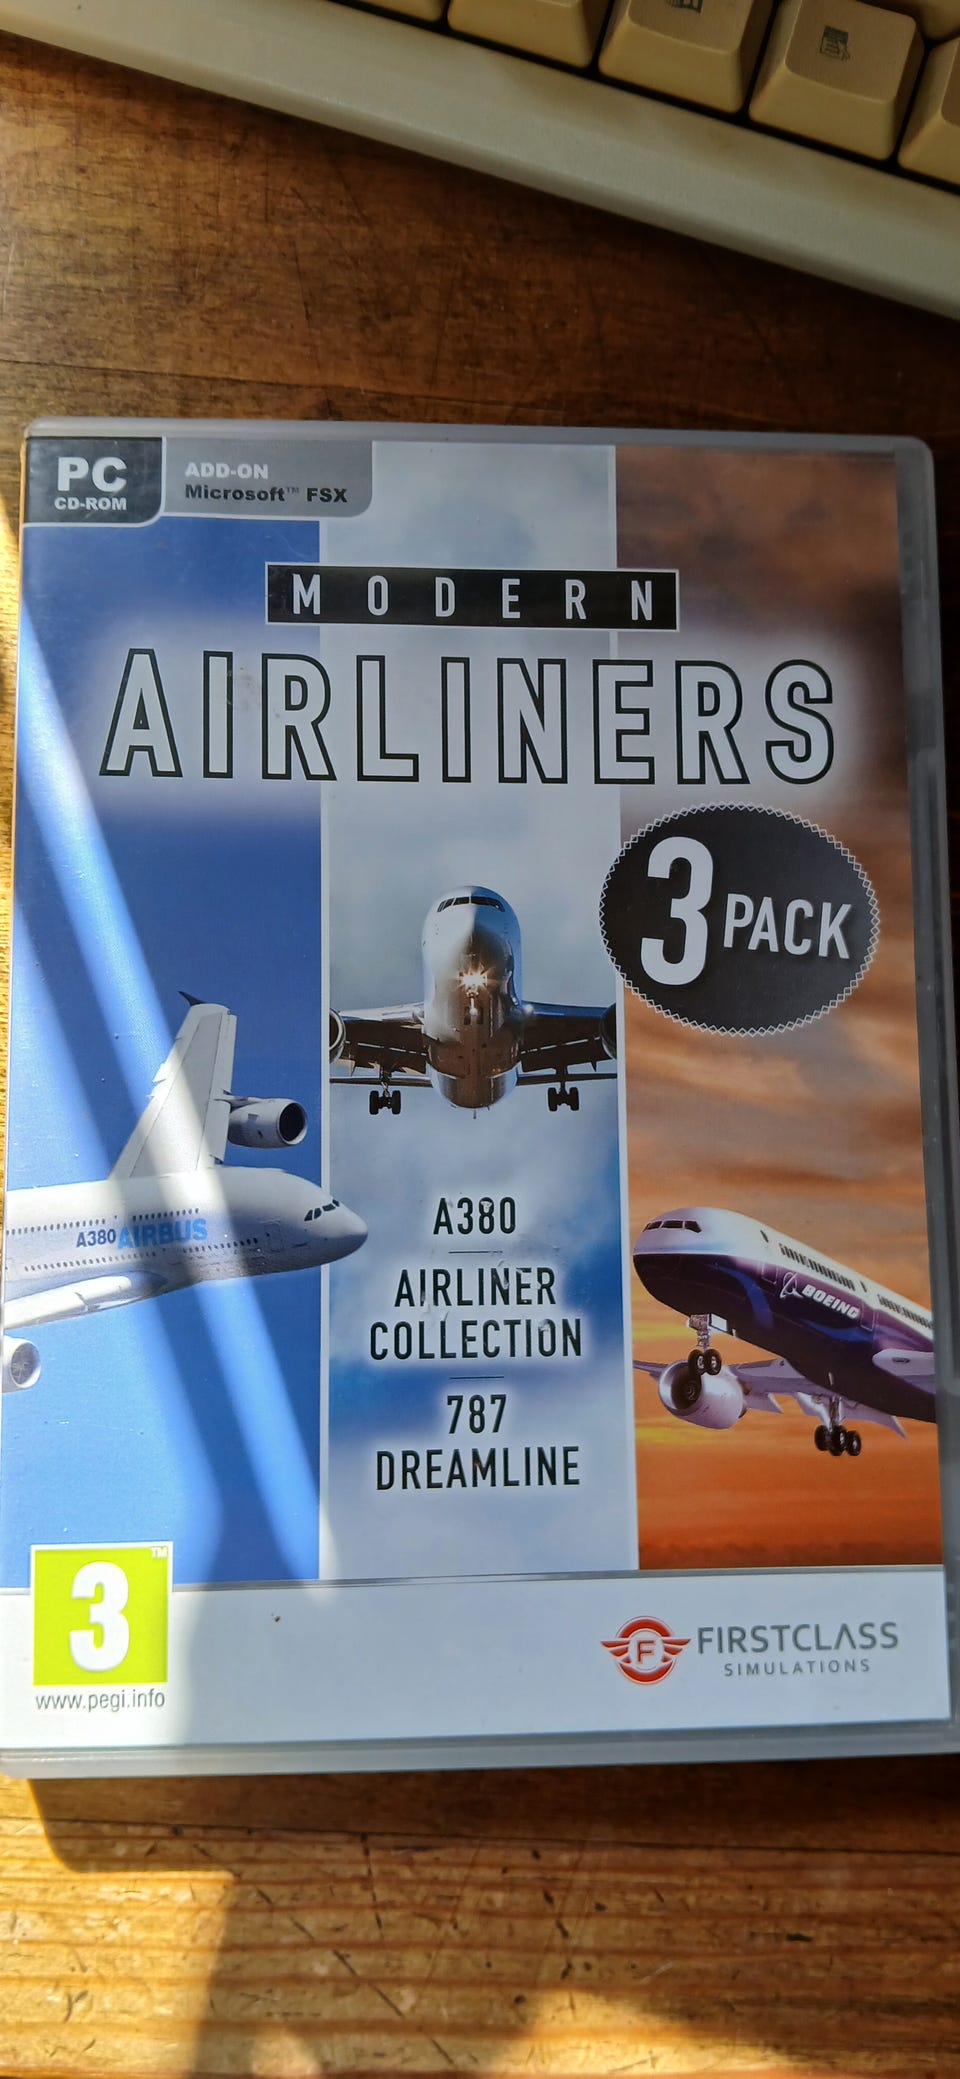 PC
CD-ROM
ADD-ON
Microsoft™ FSX
MODERN
AIRLINERS
3 PACK
A380 AIRBUS
A380
AIRLINER
COLLECTION
787
DREAMLINE
BOEING
3
TM
www.pegi.info
F
FIRSTCLASS
SIMULATIONS